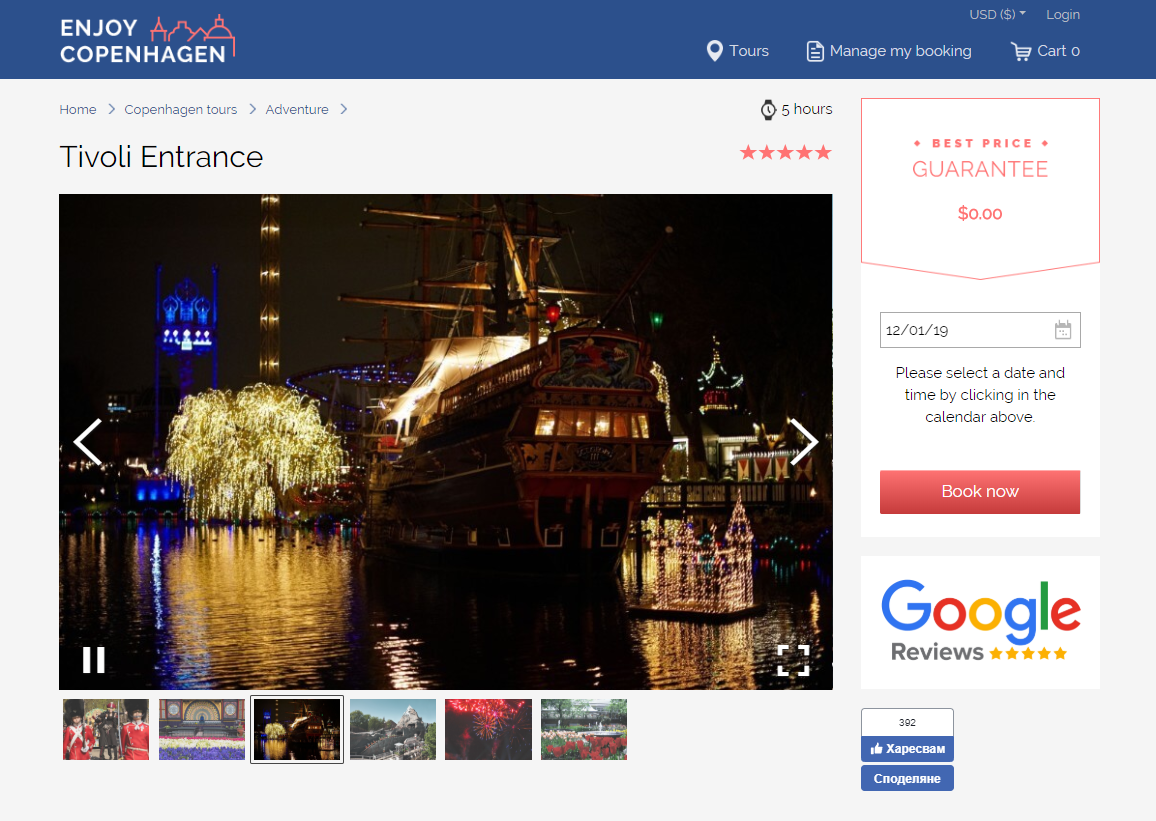 ENJOY
COPENHAGEN
USD ($)
Login
Tours
Manage my booking
Cart 0
Home
Copenhagen tours
Adventure
5 hours
Tivoli Entrance
BEST PRICE
GUARANTEE
$0.00
12/01/19
Please select a date and
time by clicking in the
calendar above.
Book now
Google
Reviews
392
Харесвам
Споделяне